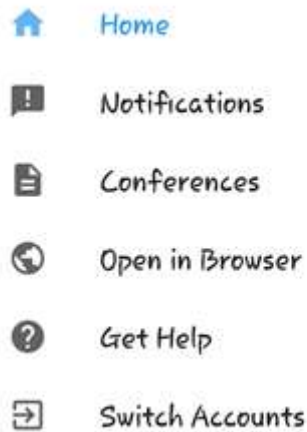 Home
Notifications
Conferences
Open in Browser
Get Help
Switch Accounts